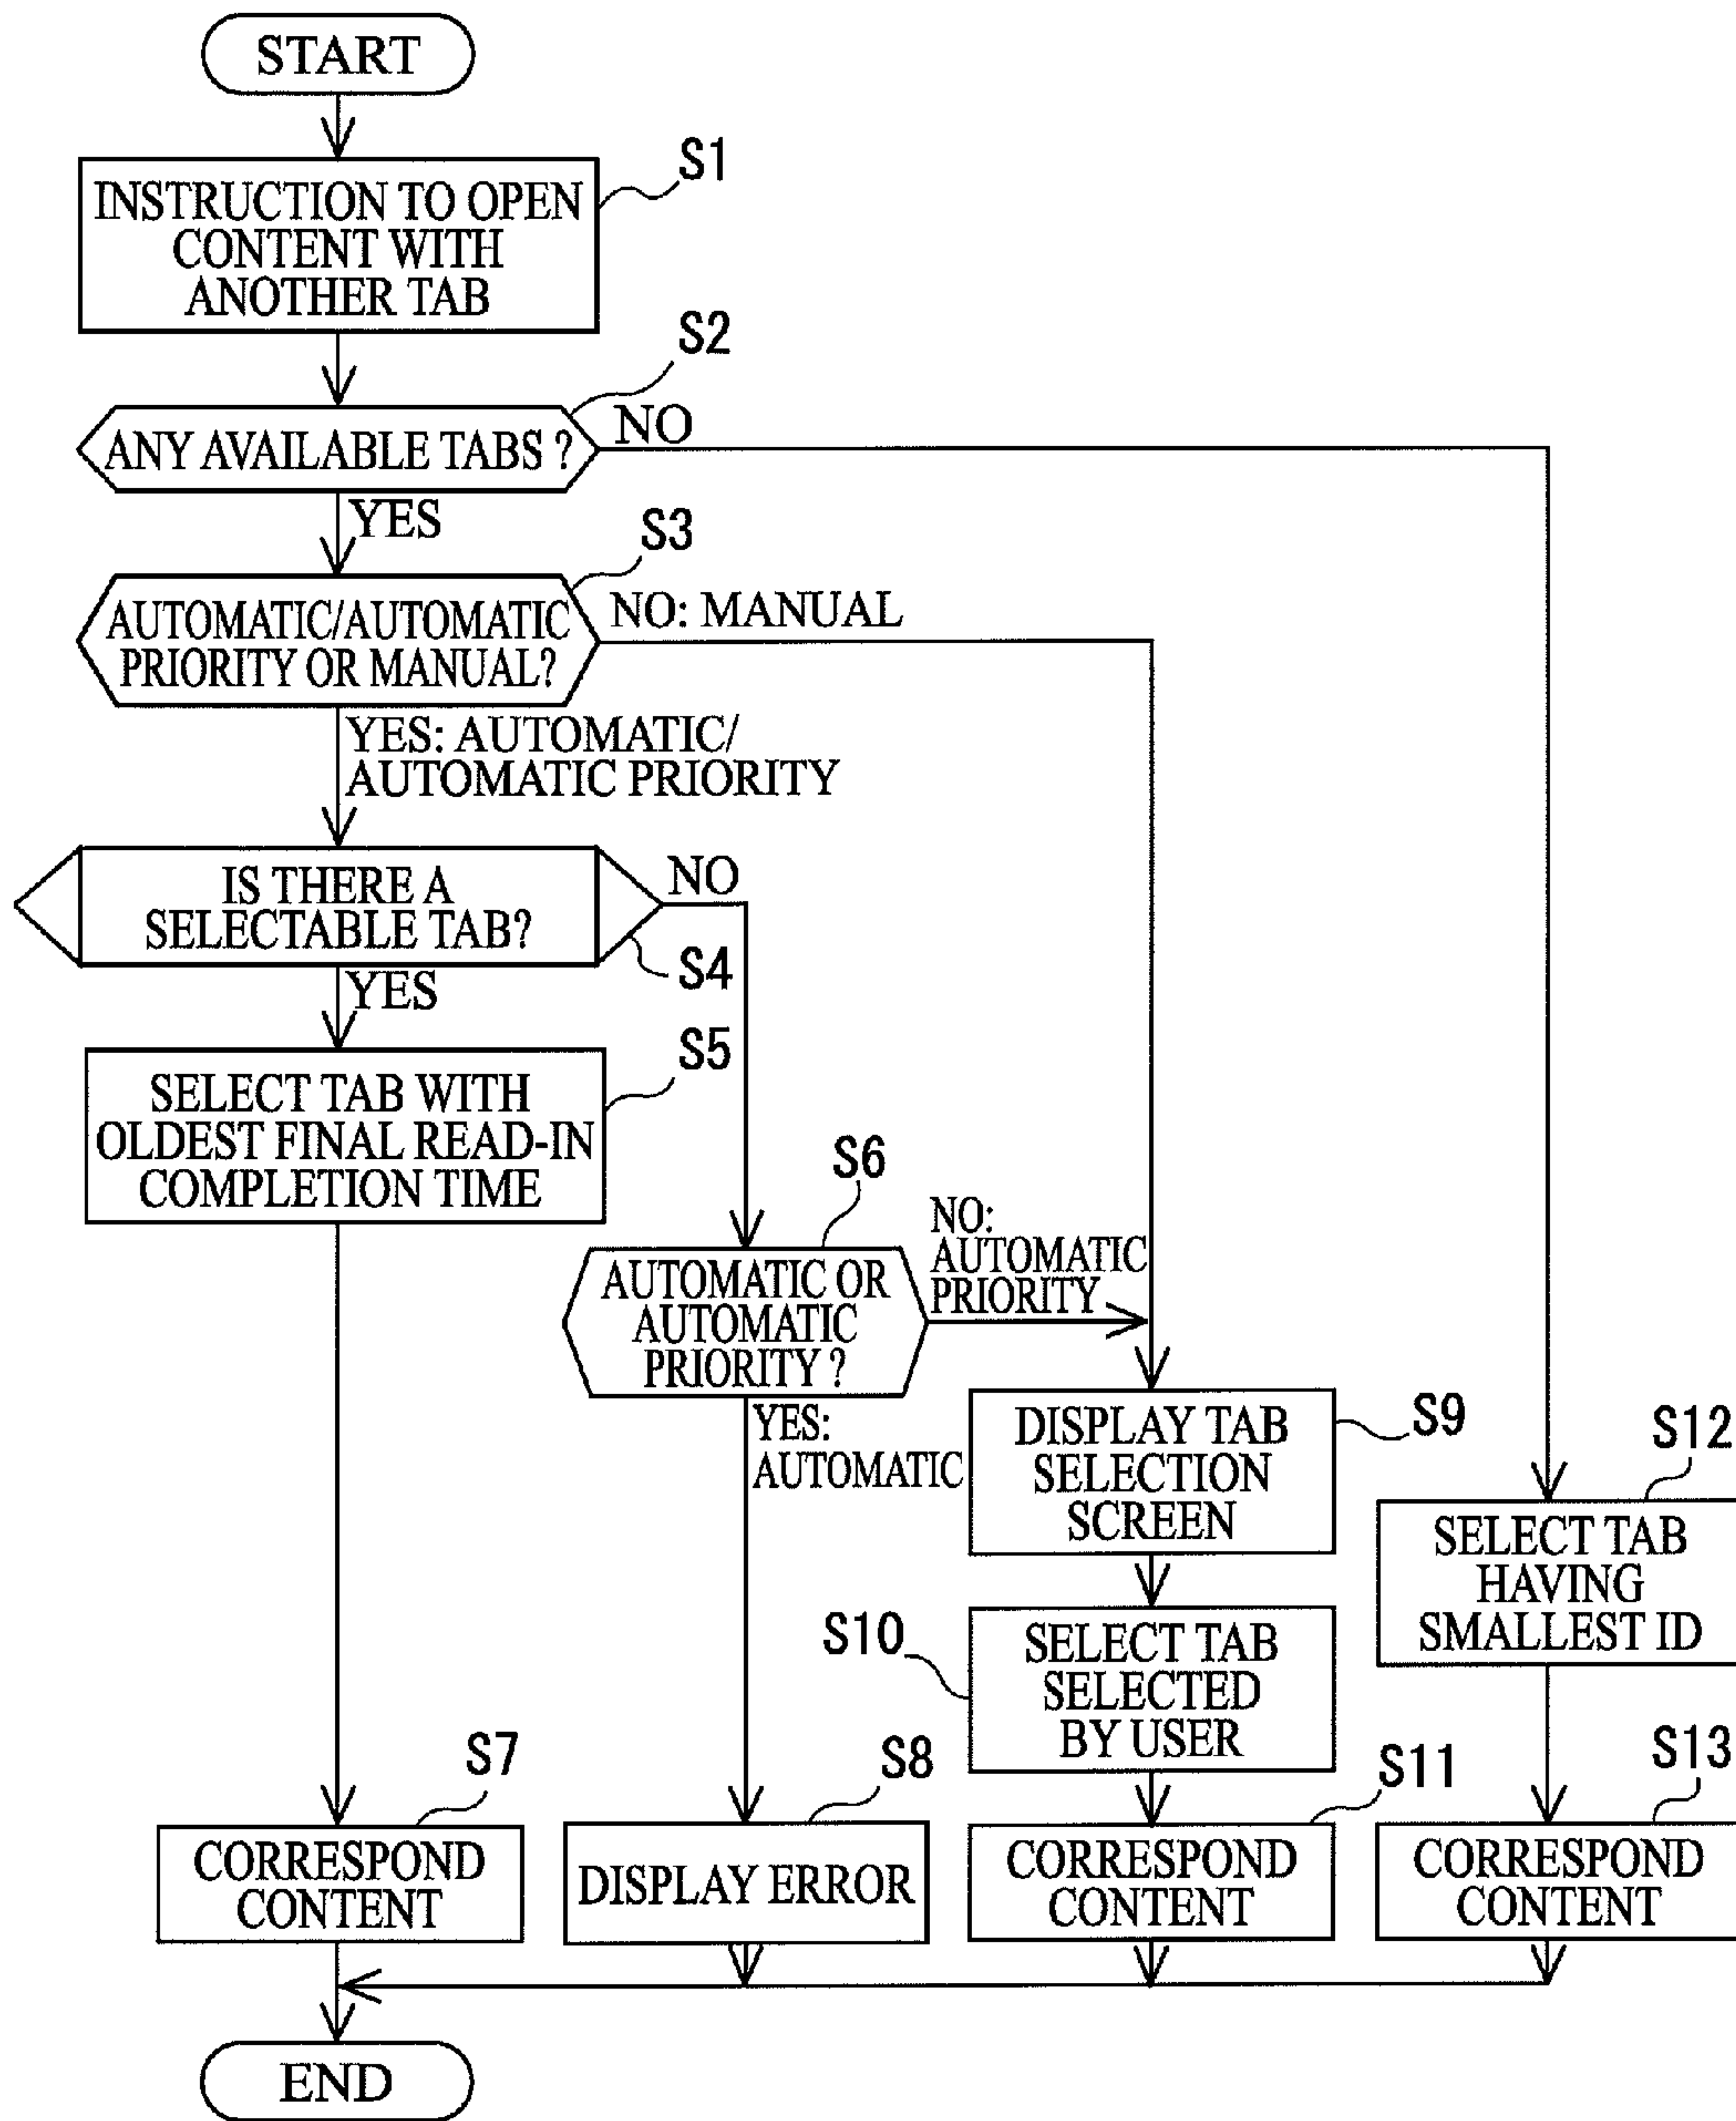 START
S1
INSTRUCTION TO OPEN
CONTENT WITH
ANOTHER TAB
S2
ANY AVAILABLE TABS ?
NO
YES
S3
AUTOMATIC/AUTOMATIC
PRIORITY OR MANUAL?
NO: MANUAL
YES: AUTOMATIC/
AUTOMATIC PRIORITY
IS THERE A
SELECTABLE TAB?
NO
S4
YES
S5
SELECT TAB WITH
OLDEST FINAL READ-IN
COMPLETION TIME
S6
AUTOMATIC OR
AUTOMATIC
PRIORITY ?
NO:
AUTOMATIC
PRIORITY
YES:
AUTOMATIC
S9
DISPLAY TAB
SELECTION
SCREEN
S12
SELECT TAB
HAVING
SMALLEST ID
S10
SELECT TAB
SELECTED
BY USER
S7
CORRESPOND
CONTENT
S8
DISPLAY ERROR
S11
CORRESPOND
CONTENT
S13
CORRESPOND
CONTENT
END